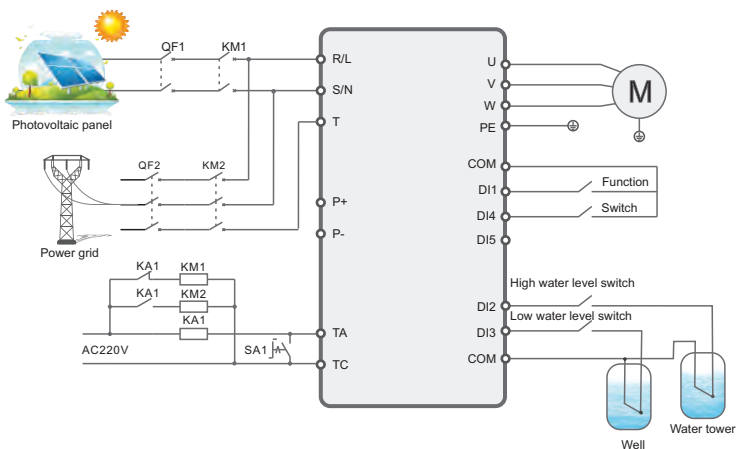 QF1
KM1
R/L
S/N
T
P+
P-
TA
TC
U
V
W
PE
M
COM
DI1
DI4
DI5
Function
Switch
DI2
DI3
COM
High water level switch
Low water level switch
Photovoltaic panel
QF2
KM2
Power grid
KA1
KM1
KA1
KM2
KA1
AC220V
SA1
Well
Water tower